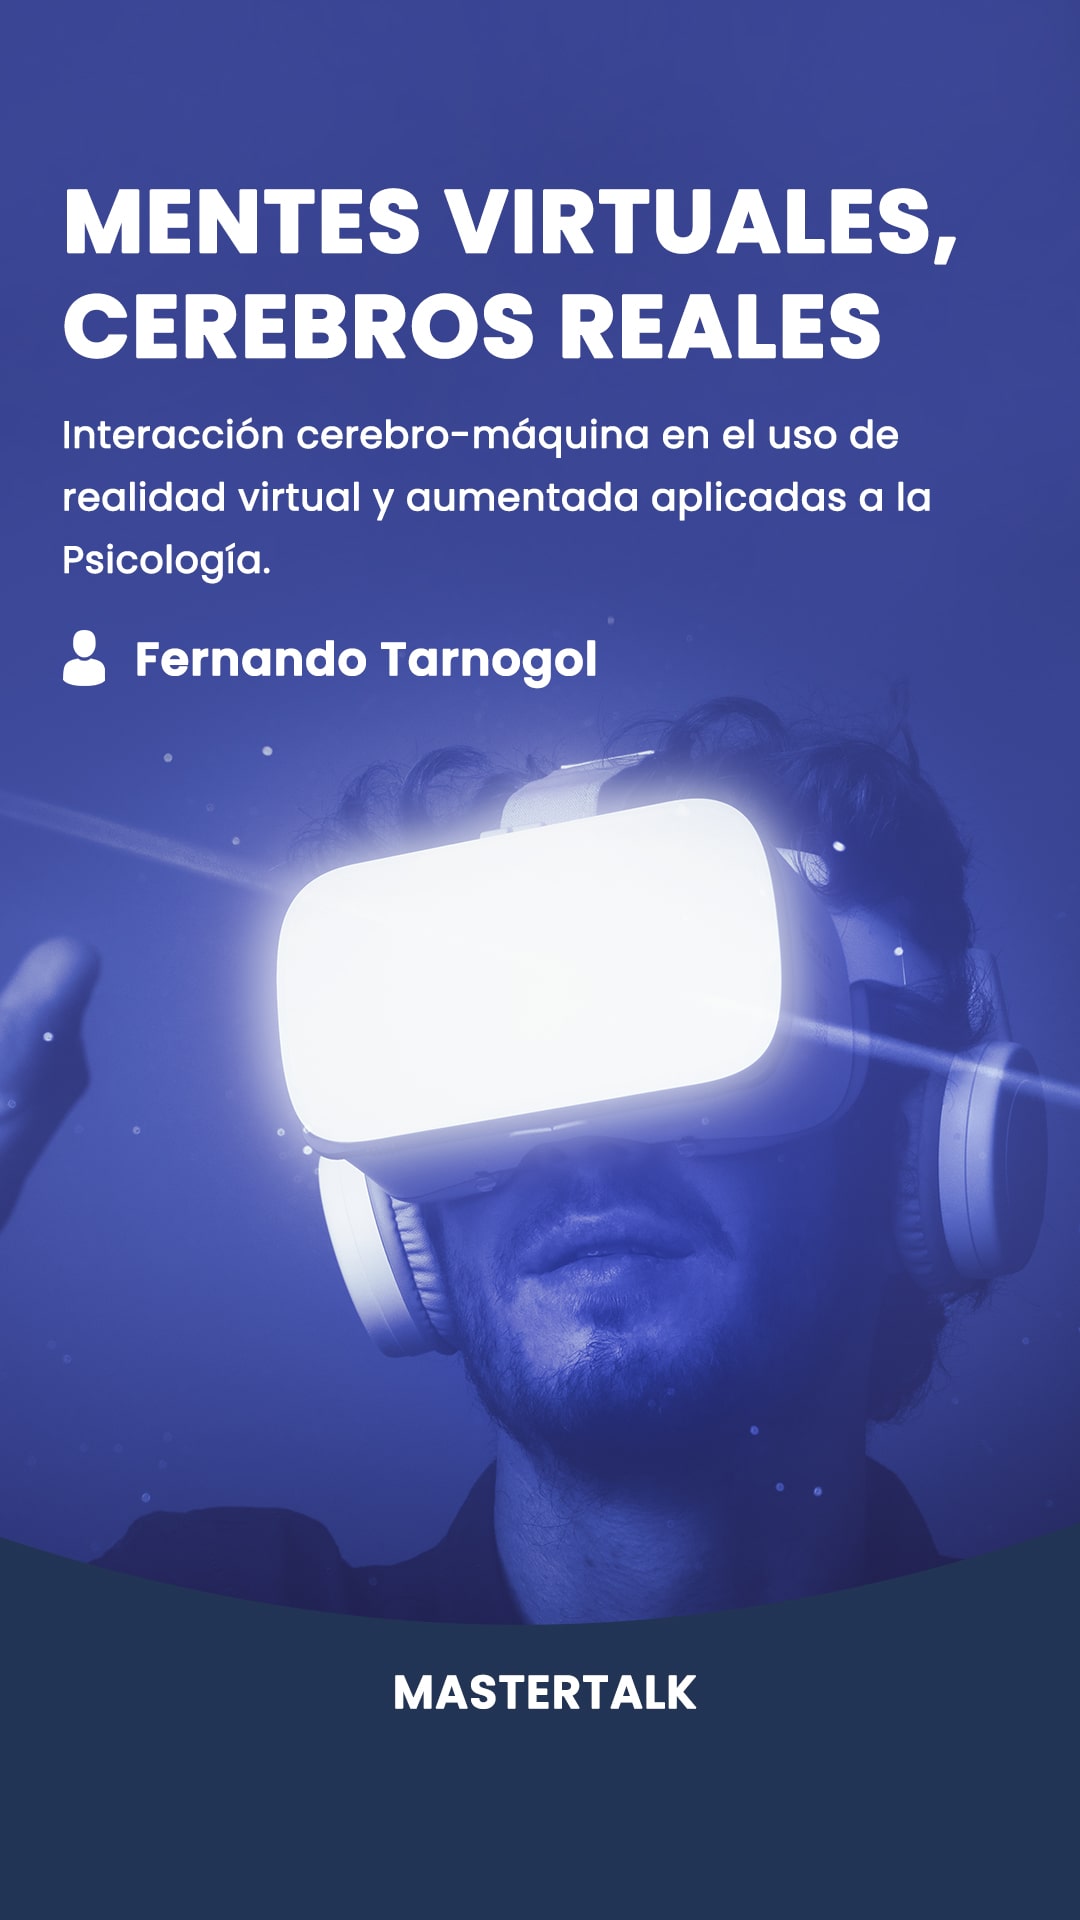 MENTES VIRTUALES,
CEREBROS REALES
Interacción cerebro-máquina en el uso de
realidad virtual y aumentada aplicadas a la
Psicología.
Fernando Tarnogol
MASTERTALK